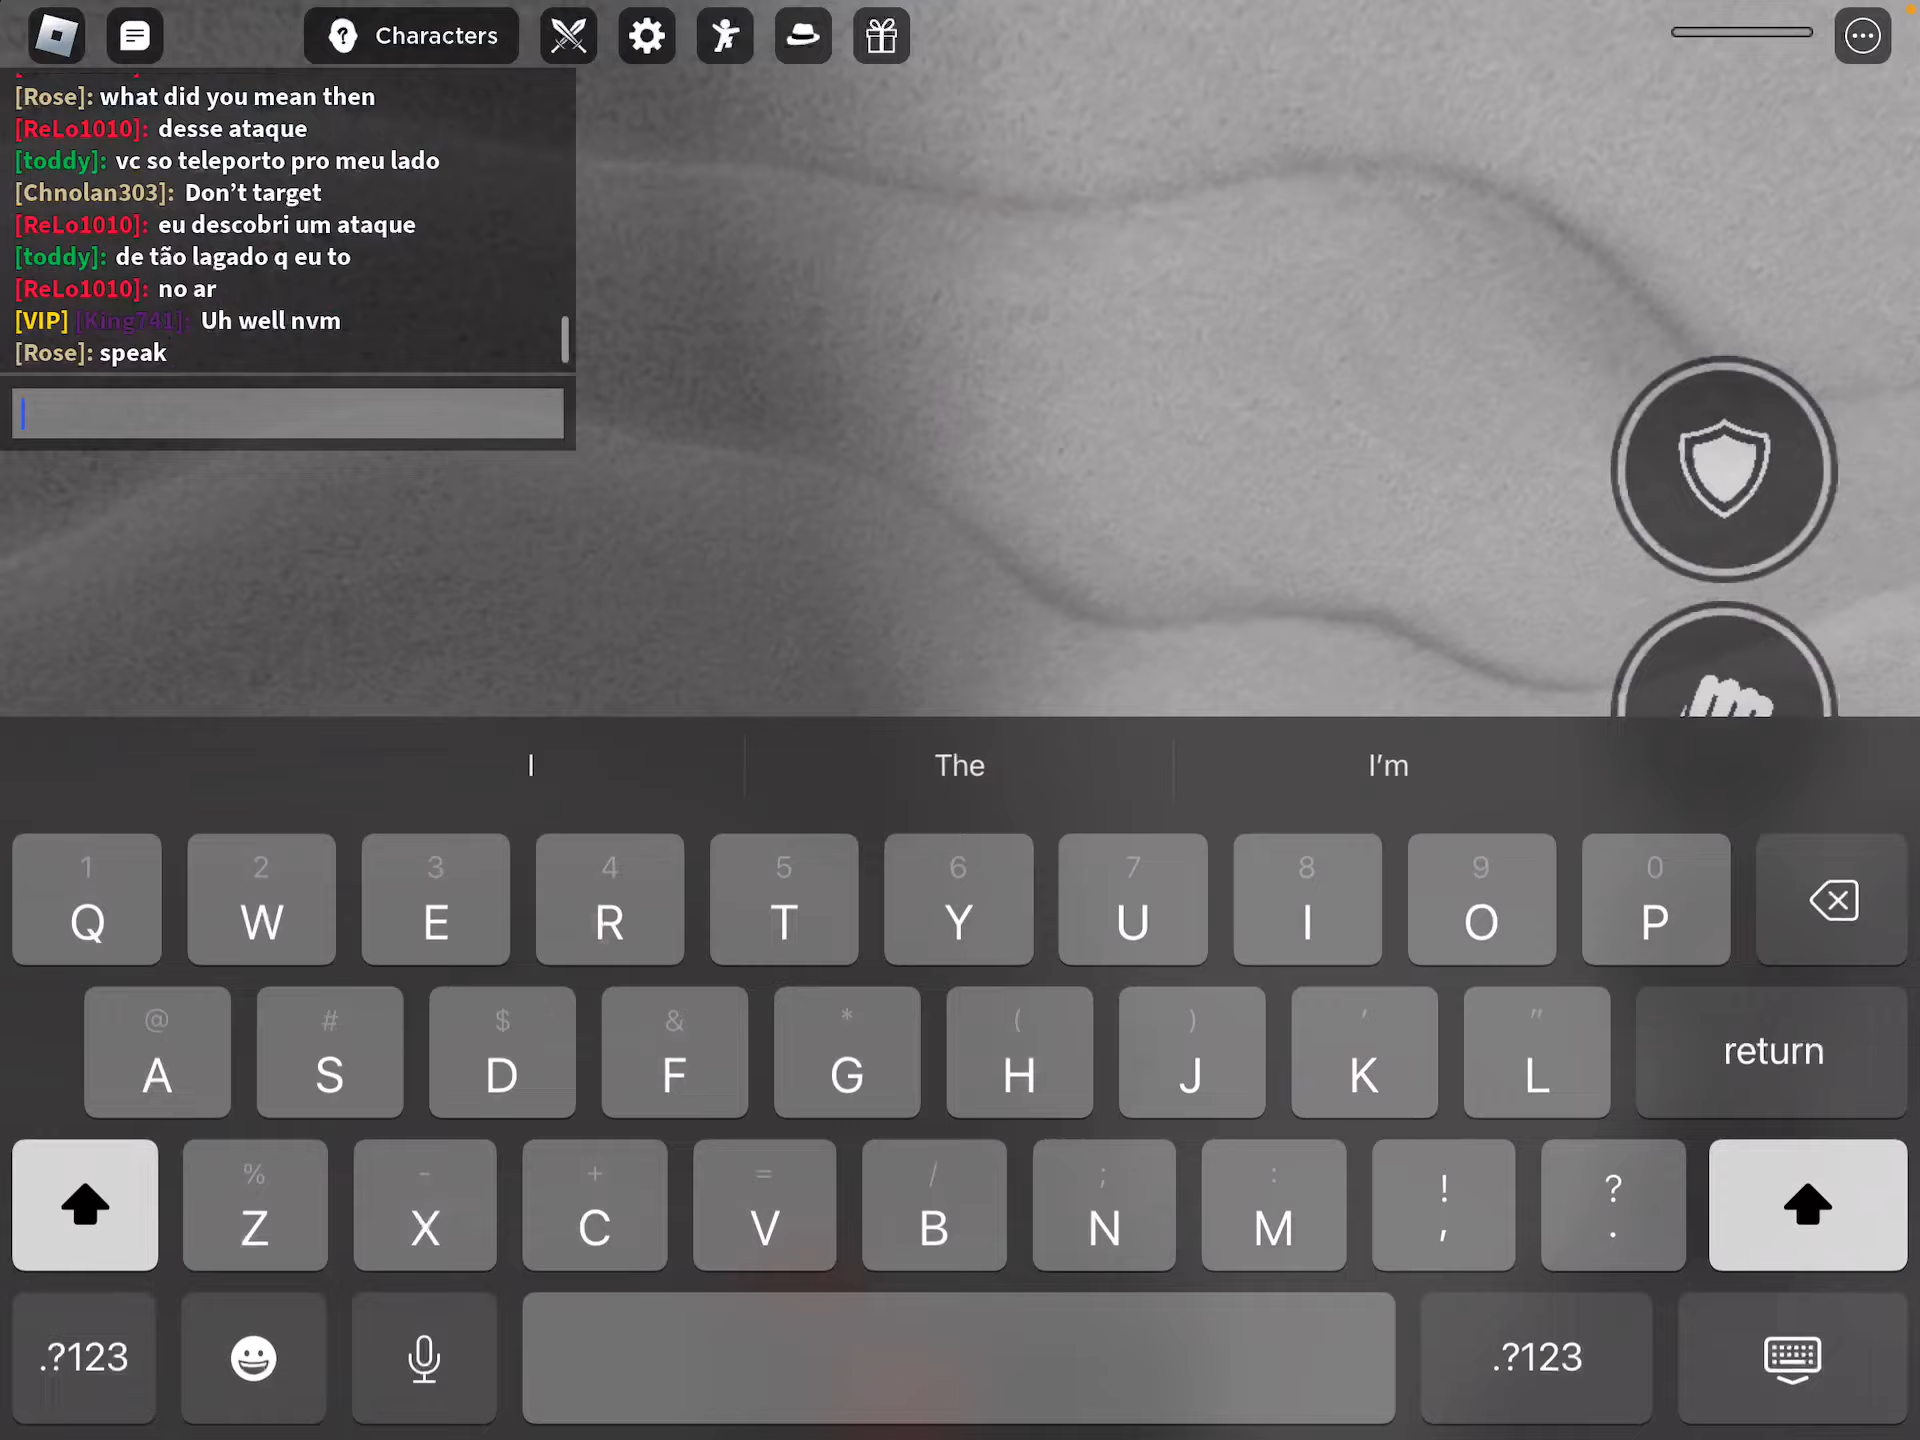 Characters
[Rose]: what did you mean then
[ReLo1010]: desse ataque
[toddy]: vc so teleporto pro meu lado
[Chnolan303]: Don’t target
[ReLo1010]: eu descobri um ataque
[toddy]: de tão lagado q eu to
[ReLo1010]: no ar
[VIP] [King741]: Uh well nvm
[Rose]: speak
I The I’m
1 2 3 4 5 6 7 8 9 0
Q W E R T Y U I O P
@ # $ & * ( ) ' "
A S D F G H J K L return
% - + = / ; : ! ?
Z X C V B N M , .
.?123 .?123